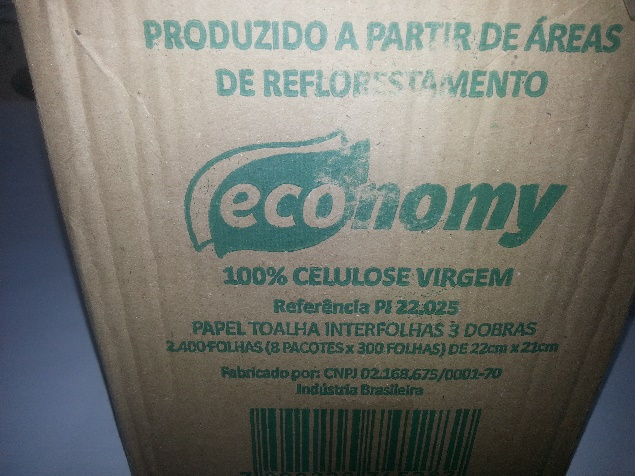 PRODUZIDO A PARTIR DE ÁREAS
DE REFLORESTAMENTO
economy
100% CELULOSE VIRGEM
Referência PI 22.025
PAPEL TOALHA INTERFOLHAS 3 DOBRAS
2.400 FOLHAS (8 PACOTES x 300 FOLHAS) DE 22cm x 21cm
Fabricado por: CNPJ 02.168.675/0001-70
Indústria Brasileira